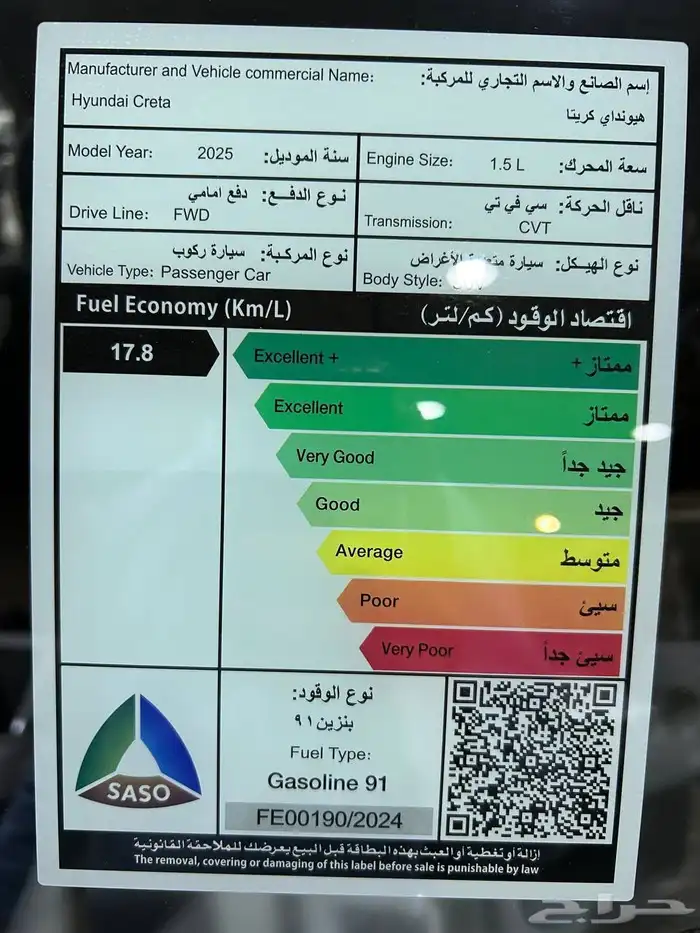 Manufacturer and Vehicle commercial Name: إسم الصانع والاسم التجاري للمركبة:
Hyundai Creta هيونداي كريتا
Model Year: 2025 سنة الموديل:
Engine Size: 1.5 L سعة المحرك:
نوع الدفع: دفع امامي
Drive Line: FWD
ناقل الحركة: سي في تي
Transmission: CVT
نوع المركبة: سيارة ركوب
Vehicle Type: Passenger Car
نوع الهيكل: سيارة الأغراض
Body Style:
Fuel Economy (Km/L) اقتصاد الوقود (كم/لتر)
17.8
Excellent + ممتاز +
Excellent ممتاز
Very Good جيد جداً
Good جيد
Average متوسط
Poor سيئ
Very Poor سيئ جداً
SASO
نوع الوقود:
بنزين ٩١
Fuel Type:
Gasoline 91
FE00190/2024
إزالة أو تغطية أو العبث بهذه البطاقة قبل البيع يعرضك للملاحقة القانونية
The removal, covering or damaging of this label before sale is punishable by law
حراج